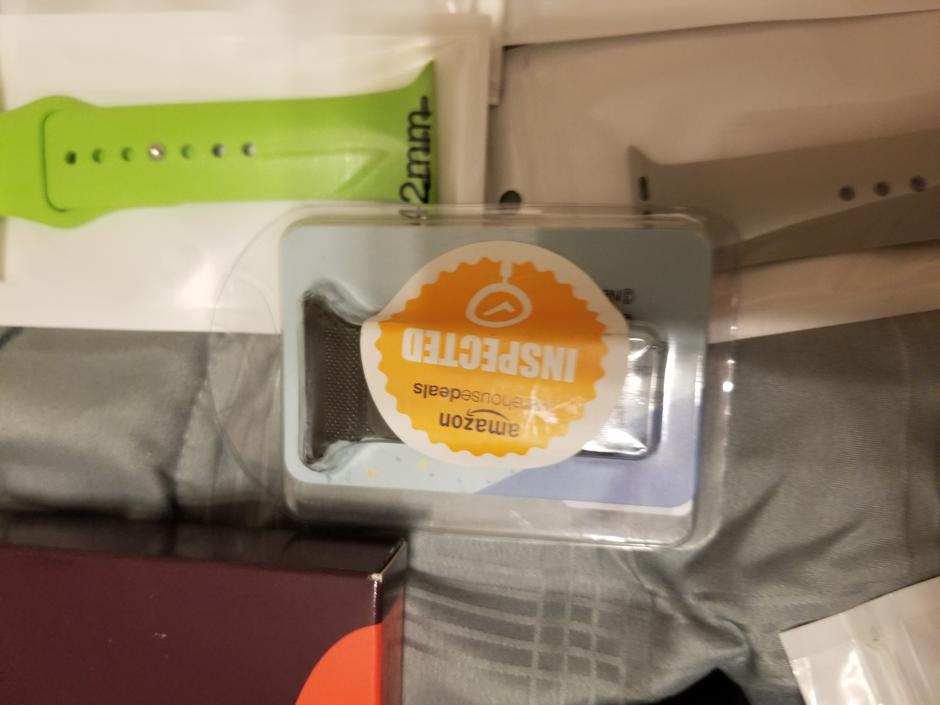 42mm
amazon
warehousedeals
INSPECTED